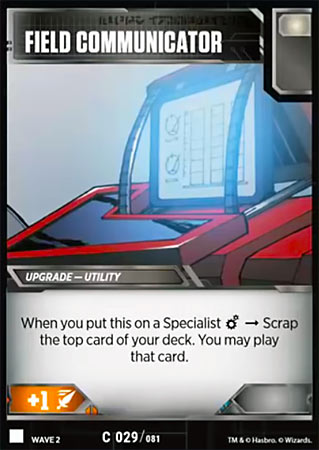 FIELD COMMUNICATOR
UPGRADE — UTILITY
When you put this on a Specialist → Scrap
the top card of your deck. You may play
that card.
+1
WAVE 2
C 029/081
TM & © Hasbro. © Wizards.